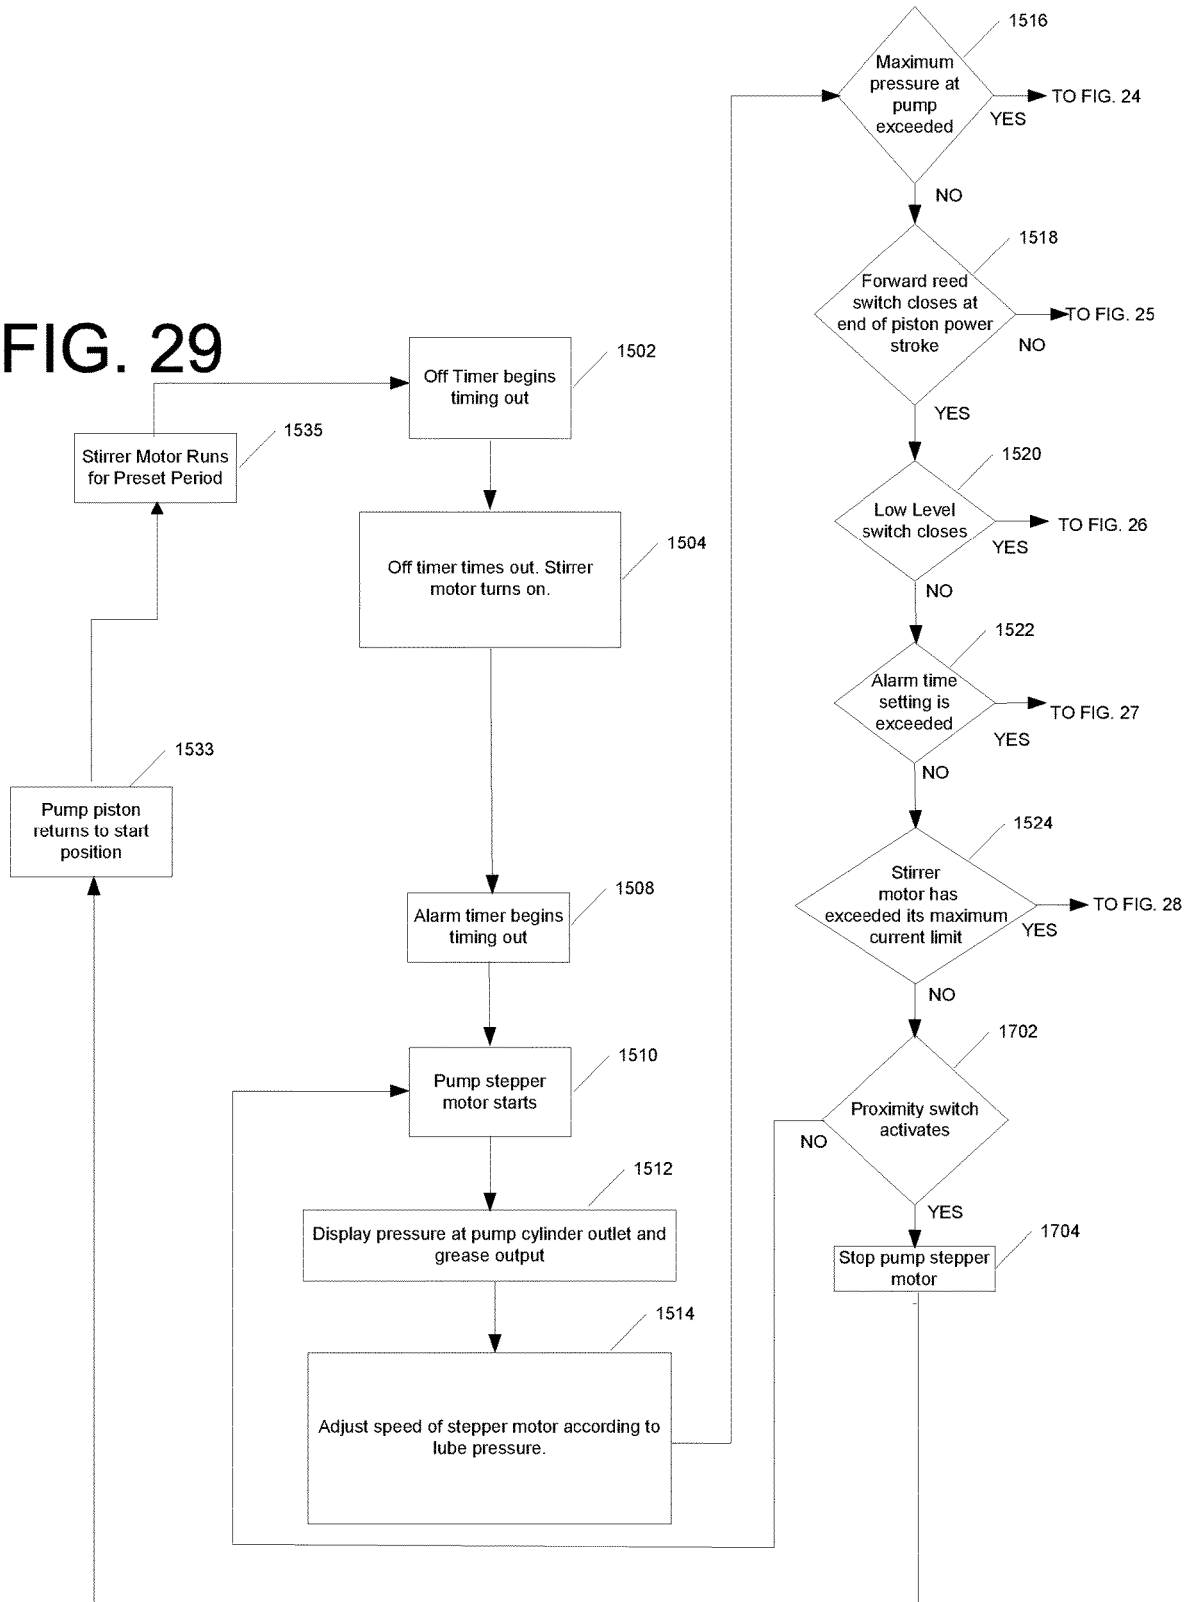 FIG. 29
1502
Off Timer begins
timing out
1535
Stirrer Motor Runs
for Preset Period
1504
Off timer times out. Stirrer
motor turns on.
1533
Pump piston
returns to start
position
1508
Alarm timer begins
timing out
1510
Pump stepper
motor starts
1512
Display pressure at pump cylinder outlet and
grease output
1514
Adjust speed of stepper motor according to
lube pressure.
1516
Maximum
pressure at
pump
exceeded
TO FIG. 24
YES
NO
1518
Forward reed
switch closes at
end of piston power
stroke
TO FIG. 25
NO
YES
1520
Low Level
switch closes
TO FIG. 26
YES
NO
1522
Alarm time
setting is
exceeded
TO FIG. 27
YES
NO
1524
Stirrer
motor has
exceeded its maximum
current limit
TO FIG. 28
YES
NO
1702
Proximity switch
activates
NO
YES
1704
Stop pump stepper
motor